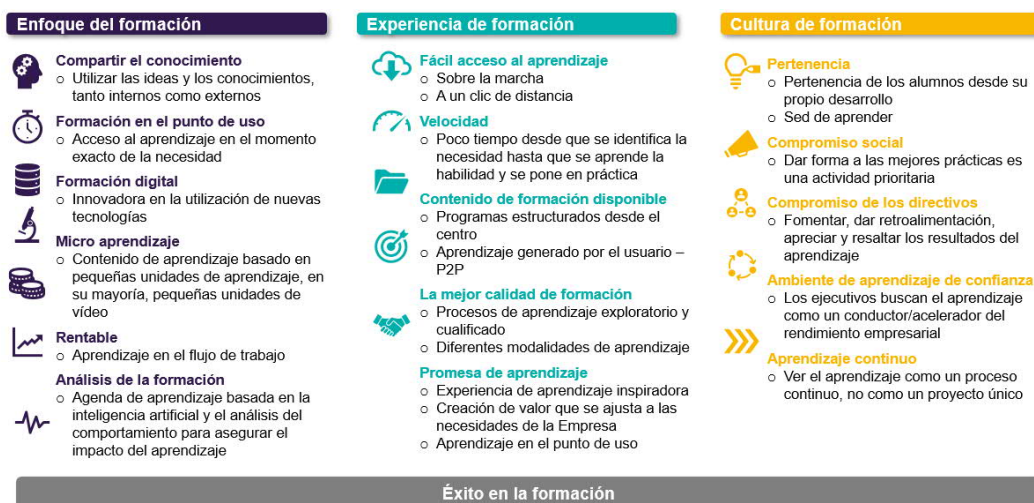 Enfoque del formación
Compartir el conocimiento
o Utilizar las ideas y los conocimientos,
tanto internos como externos
Formación en el punto de uso
o Acceso al aprendizaje en el momento
exacto de la necesidad
Formación digital
o Innovadora en la utilización de nuevas
tecnologías
Micro aprendizaje
o Contenido de aprendizaje basado en
pequeñas unidades de aprendizaje, en
su mayoría, pequeñas unidades de
vídeo
Rentable
o Aprendizaje en el flujo de trabajo
Análisis de la formación
o Agenda de aprendizaje basada en la
inteligencia artificial y el análisis del
comportamiento para asegurar el
impacto del aprendizaje
Experiencia de formación
Fácil acceso al aprendizaje
o Sobre la marcha
o A un clic de distancia
Velocidad
o Poco tiempo desde que se identifica la
necesidad hasta que se aprende la
habilidad y se pone en práctica
Contenido de formación disponible
o Programas estructurados desde el
centro
o Aprendizaje generado por el usuario –
P2P
La mejor calidad de formación
o Procesos de aprendizaje exploratorio y
cualificado
o Diferentes modalidades de aprendizaje
Promesa de aprendizaje
o Experiencia de aprendizaje inspiradora
o Creación de valor que se ajusta a las
necesidades de la Empresa
o Aprendizaje en el punto de uso
Cultura de formación
Pertenencia
o Pertenencia de los alumnos desde su
propio desarrollo
o Sed de aprender
Compromiso social
o Dar forma a las mejores prácticas es
una actividad prioritaria
Compromiso de los directivos
o Fomentar, dar retroalimentación,
apreciar y resaltar los resultados del
aprendizaje
Ambiente de aprendizaje de confianza
o Los ejecutivos buscan el aprendizaje
como un conductor/acelerador del
rendimiento empresarial
Aprendizaje continuo
o Ver el aprendizaje como un proceso
continuo, no como un proyecto único
Éxito en la formación